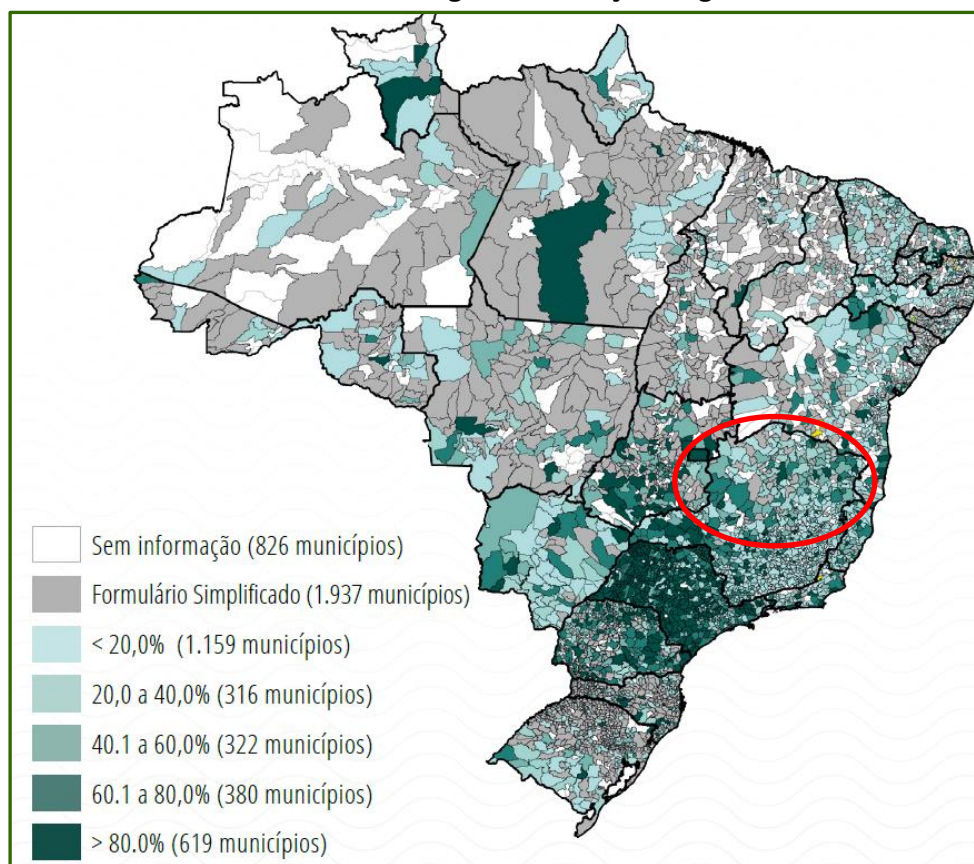 Sem informação (826 municípios)
Formulário Simplificado (1.937 municípios)
< 20,0% (1.159 municípios)
20,0 a 40,0% (316 municípios)
40.1 a 60,0% (322 municípios)
60.1 a 80,0% (380 municípios)
> 80.0% (619 municípios)